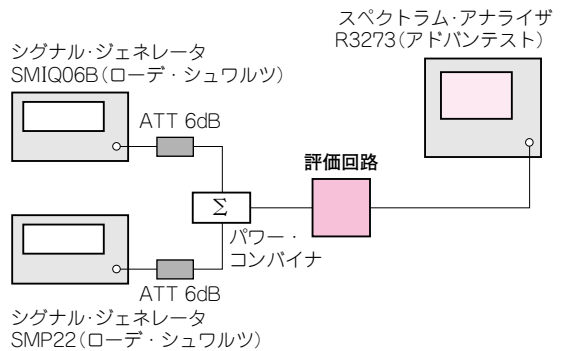 スペクトラム・アナライザ
R3273(アドバンテスト)
シグナル・ジェネレータ
SMIQ06B(ローデ・シュワルツ)
ATT 6dB
評価回路
Σ
パワー・
コンバイナ
ATT 6dB
シグナル・ジェネレータ
SMP22(ローデ・シュワルツ)